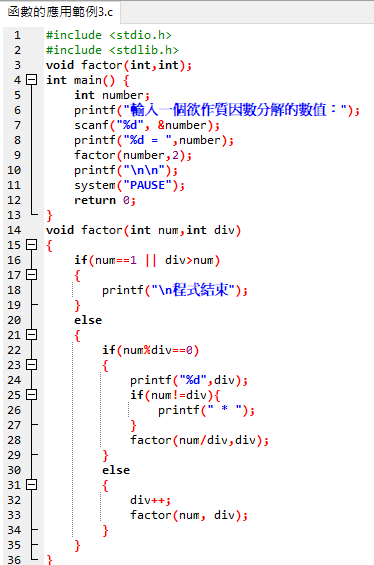 函數的應用範例3.c
1 #include <stdio.h>
2 #include <stdlib.h>
3 void factor(int,int);
4 int main() {
5     int number;
6     printf("輸入一個欲作質因數分解的數值：");
7     scanf("%d", &number);
8     printf("%d = ",number);
9     factor(number,2);
10     printf("\n\n");
11     system("PAUSE");
12     return 0;
13 }
14 void factor(int num,int div)
15 {
16     if(num==1 || div>num)
17     {
18         printf("\n程式結束");
19     }
20     else
21     {
22         if(num%div==0)
23         {
24             printf("%d",div);
25             if(num!=div){
26                 printf(" * ");
27             }
28             factor(num/div,div);
29         }
30         else
31         {
32             div++;
33             factor(num, div);
34         }
35     }
36 }